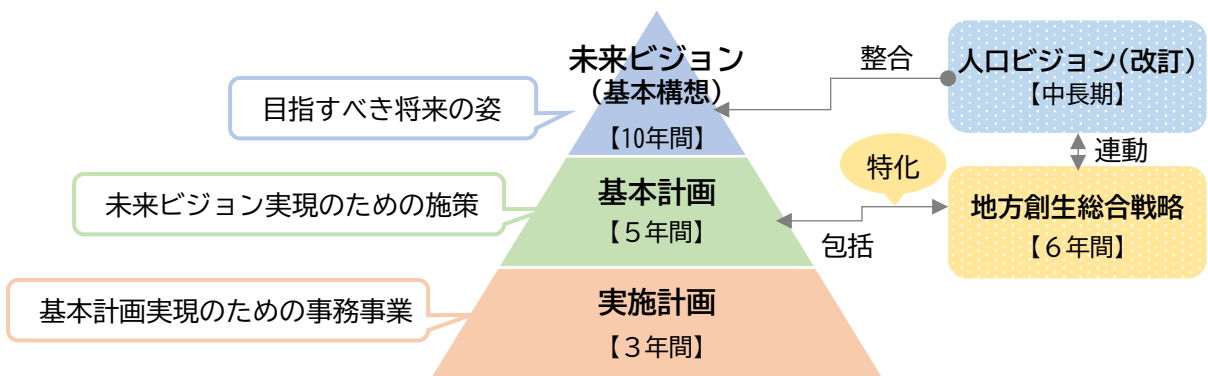 未来ビジョン
(基本構想)
【10年間】
目指すべき将来の姿
基本計画
【５年間】
未来ビジョン実現のための施策
実施計画
【３年間】
基本計画実現のための事務事業
整合
人口ビジョン(改訂)
【中長期】
連動
特化
包括
地方創生総合戦略
【６年間】